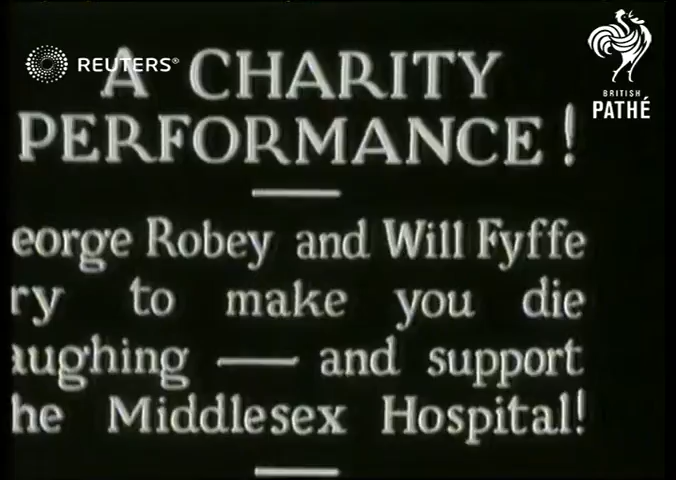 REUTERS
BRITISH
PATHÉ
A CHARITY
PERFORMANCE!
eorge Robey and Will Fyffe
ry to make you die
aughing — and support
he Middlesex Hospital!